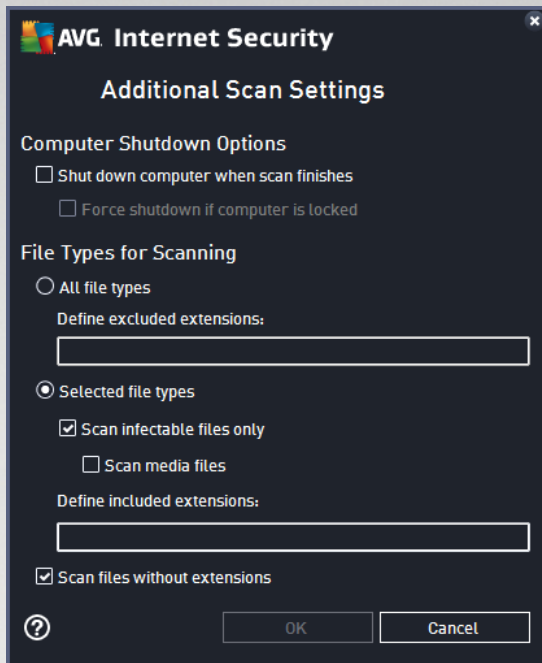 AVG. Internet Security
Additional Scan Settings
Computer Shutdown Options
Shut down computer when scan finishes
Force shutdown if computer is locked
File Types for Scanning
All file types
Define excluded extensions:
Selected file types
Scan infectable files only
Scan media files
Define included extensions:
Scan files without extensions
? OK Cancel